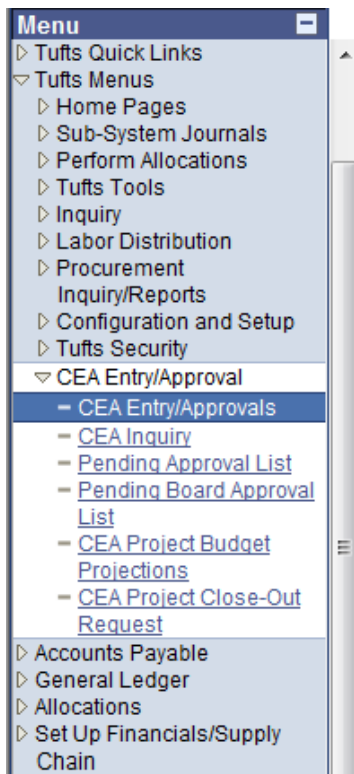 Menu
Tufts Quick Links
Tufts Menus
Home Pages
Sub-System Journals
Perform Allocations
Tufts Tools
Inquiry
Labor Distribution
Procurement
Inquiry/Reports
Configuration and Setup
Tufts Security
CEA Entry/Approval
CEA Entry/Approvals
CEA Inquiry
Pending Approval List
Pending Board Approval
List
CEA Project Budget
Projections
CEA Project Close-Out
Request
Accounts Payable
General Ledger
Allocations
Set Up Financials/Supply
Chain